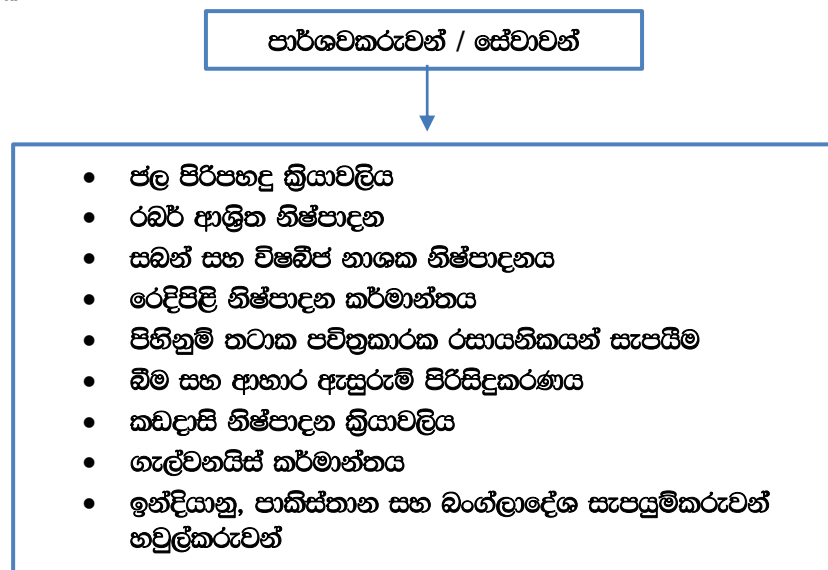 පාර්ශවකරුවන් / සේවාවන්
• ජල පිරිපහදු ක්‍රියාවලිය
• රබර් ආශ්‍රිත නිෂ්පාදන
• සබන් සහ විෂබීජ නාශක නිෂ්පාදනය
• රෙදිපිළි නිෂ්පාදන කර්මාන්තය
• පිහිනුම් තටාක පවිත්‍රකාරක රසායනිකයන් සැපයීම
• බීම සහ ආහාර ඇසුරුම් පිරිසිදුකරණය
• කඩදාසි නිෂ්පාදන ක්‍රියාවලිය
• ගැල්වනයිස් කර්මාන්තය
• ඉන්දියානු, පාකිස්තාන සහ බංග්ලාදේශ සැපයුම්කරුවන්
හවුල්කරුවන්